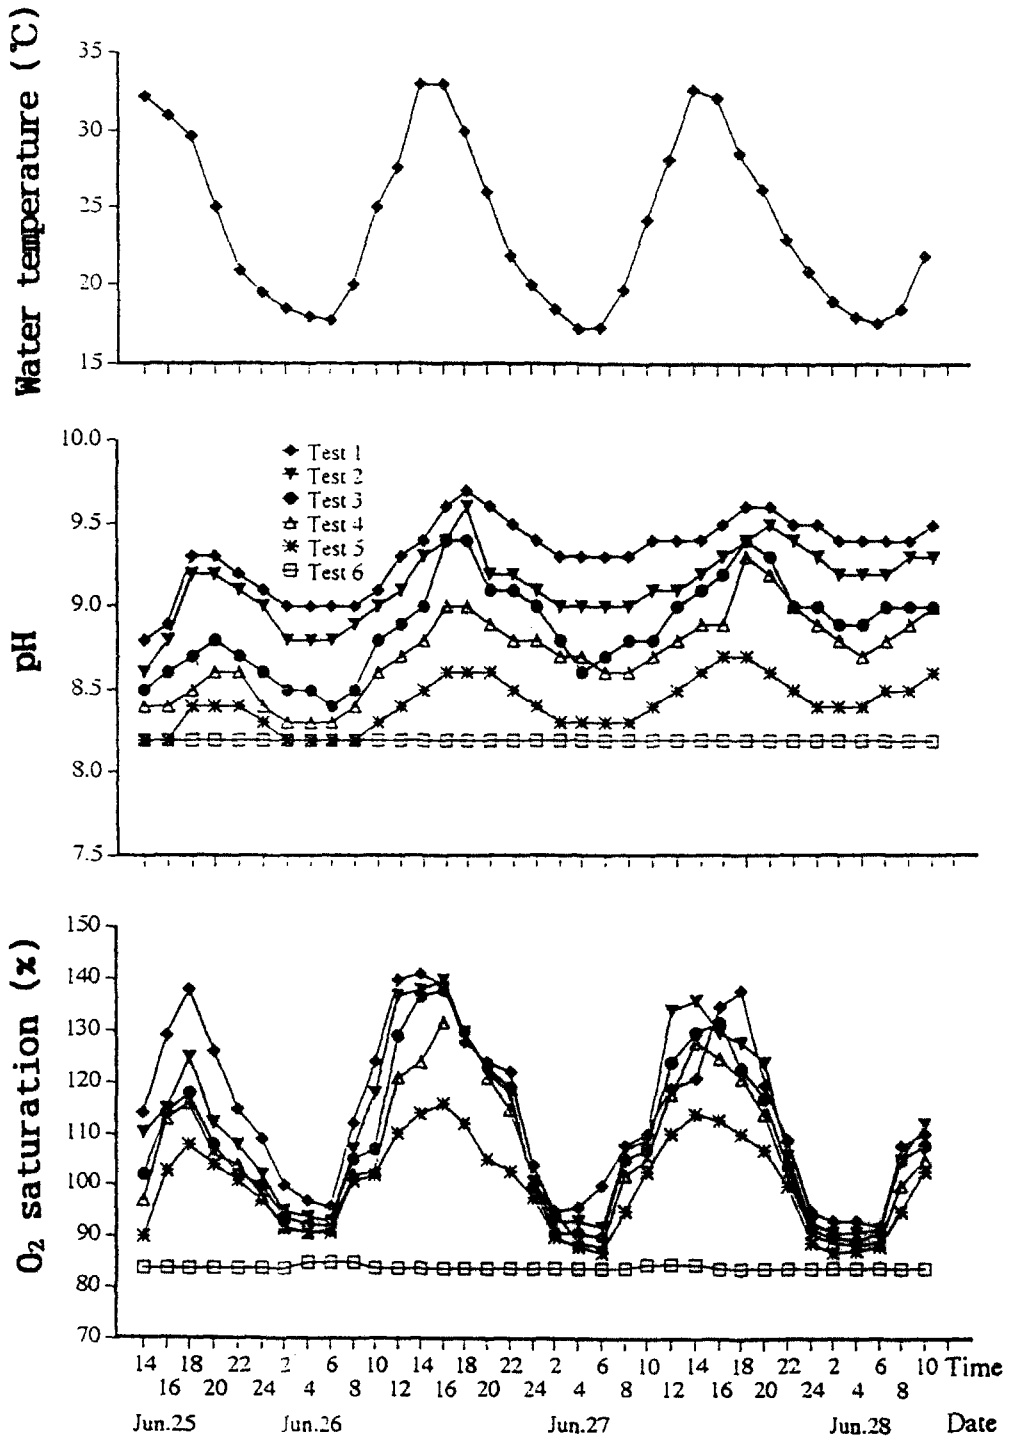 Water temperature (℃)
35
30
25
20
15
pH
10.0
9.5
9.0
8.5
8.0
7.5
Test 1
Test 2
Test 3
Test 4
Test 5
Test 6
O₂ saturation (%)
150
140
130
120
110
100
90
80
70
14 18 22 2 6 10 14 18 22 2 6 10 14 18 22 2 6 10 Time
16 20 24 4 8 12 16 20 24 4 8 12 16 20 24 4 8
Jun.25 Jun.26 Jun.27 Jun.28 Date